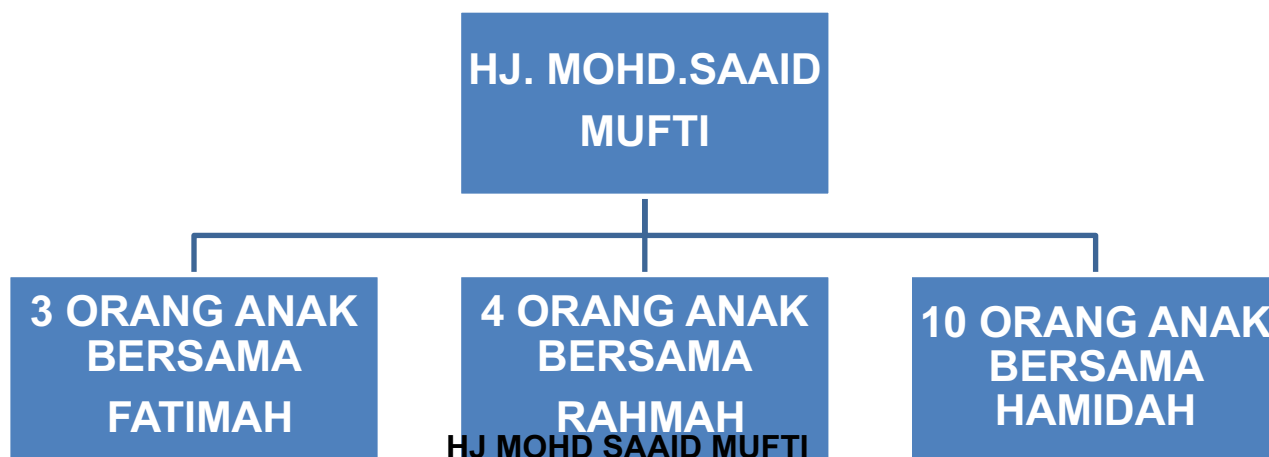 HJ. MOHD.SAAID
MUFTI
3 ORANG ANAK
BERSAMA
FATIMAH
4 ORANG ANAK
BERSAMA
RAHMAH
10 ORANG ANAK
BERSAMA
HAMIDAH
HJ MOHD SAAID MUFTI